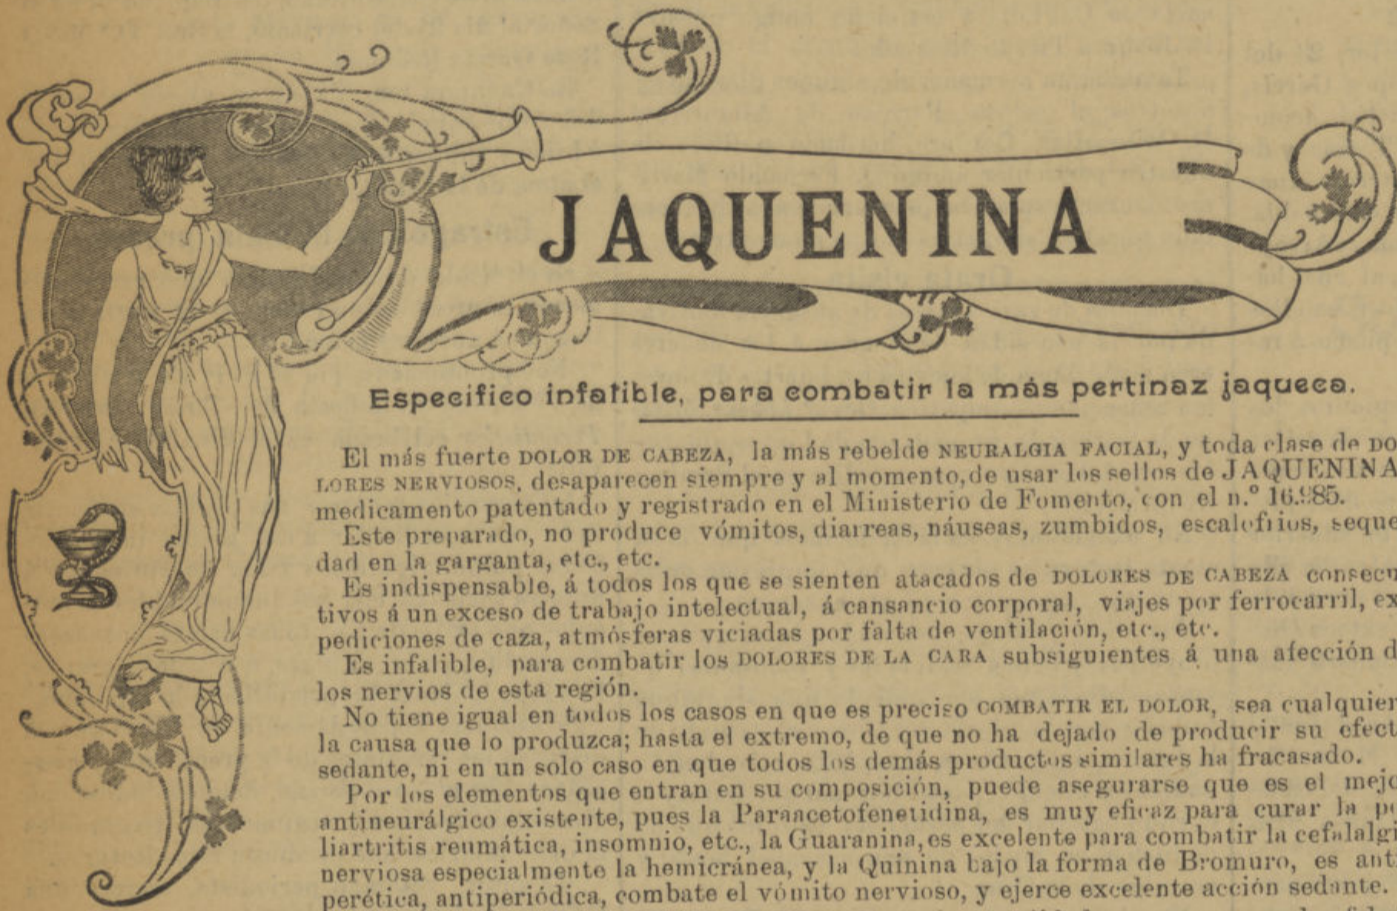 JAQUENINA
Especifico infalible, para combatir la más pertinaz jaqueca.
El más fuerte DOLOR DE CABEZA, la más rebelde NEURALGIA FACIAL, y toda clase de DO
LORES NERVIOSOS, desaparecen siempre y al momento, de usar los sellos de JAQUENINA
medicamento patentado y registrado en el Ministerio de Fomento, con el n.º 16.985.
Este preparado, no produce vómitos, diarreas, náuseas, zumbidos, escalofríos, seque
dad en la garganta, etc., etc.
Es indispensable, á todos los que se sienten atacados de DOLORES DE CABEZA consecu
tivos á un exceso de trabajo intelectual, á cansancio corporal, viajes por ferrocarril, ex
pediciones de caza, atmósferas viciadas por falta de ventilación, etc., etc.
Es infalible, para combatir los DOLORES DE LA CARA subsiguientes á una afección d
los nervios de esta región.
No tiene igual en todos los casos en que es preciso COMBATIR EL DOLOR, sea cualquier
la causa que lo produzca; hasta el extremo, de que no ha dejado de producir su efect
sedante, ni en un solo caso en que todos los demás productos similares ha fracasado.
Por los elementos que entran en su composición, puede asegurarse que es el mejo
antineurálgico existente, pues la Paraacetofenetidina, es muy eficaz para curar la po
liartritis reumática, insomnio, etc., la Guaranina, es excelente para combatir la cefalalgi
nerviosa especialmente la hemicránea, y la Quinina bajo la forma de Bromuro, es anti
perética, antiperiódica, combate el vómito nervioso, y ejerce excelente acción sedante.